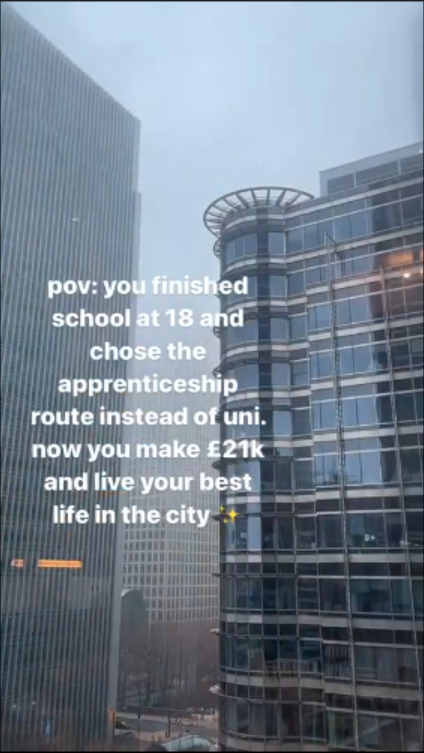 pov: you finished
school at 18 and
chose the
apprenticeship
route instead of uni.
now you make £21k
and live your best
life in the city ✨